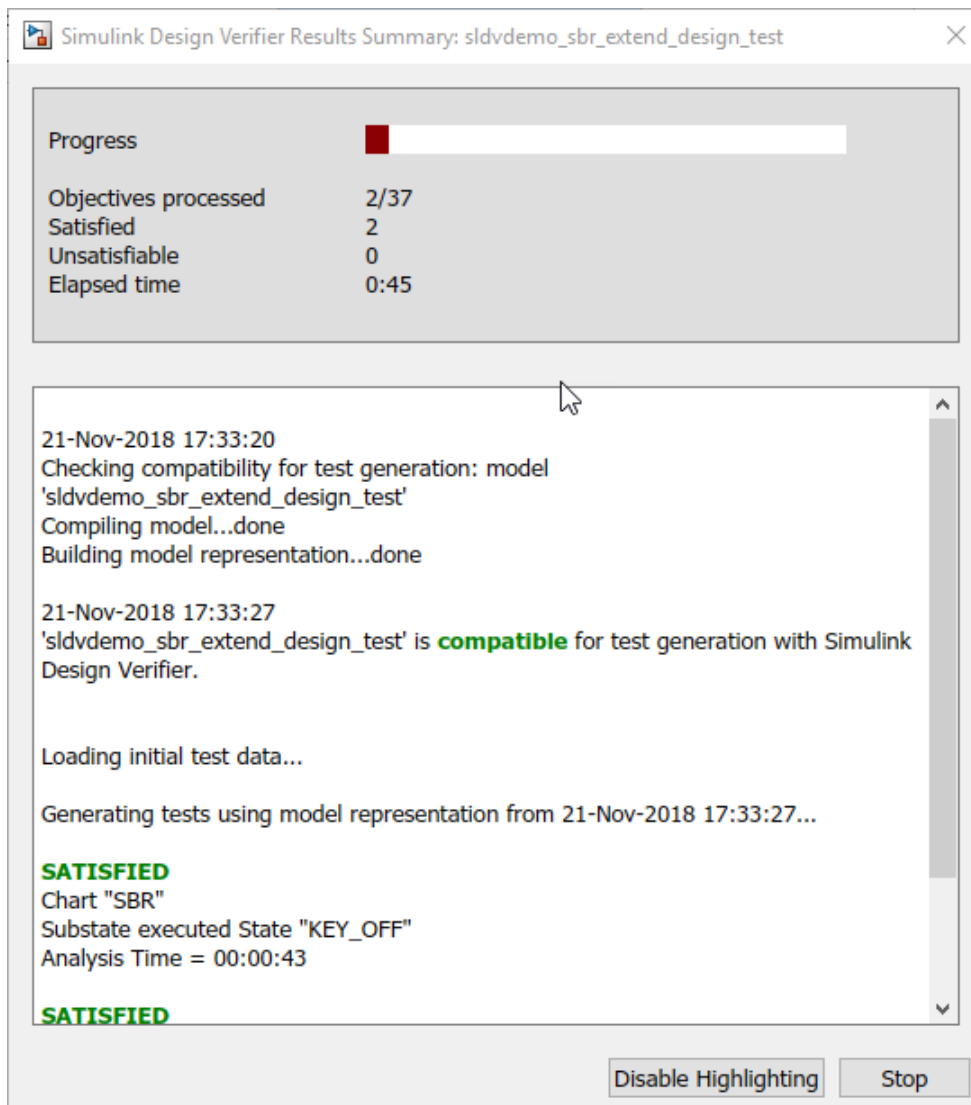 Simulink Design Verifier Results Summary: sldvdemo_sbr_extend_design_test
Progress
Objectives processed 2/37
Satisfied 2
Unsatisfiable 0
Elapsed time 0:45
21-Nov-2018 17:33:20
Checking compatibility for test generation: model
'sldvdemo_sbr_extend_design_test'
Compiling model...done
Building model representation...done
21-Nov-2018 17:33:27
'sldvdemo_sbr_extend_design_test' is compatible for test generation with Simulink
Design Verifier.
Loading initial test data...
Generating tests using model representation from 21-Nov-2018 17:33:27...
SATISFIED
Chart "SBR"
Substate executed State "KEY_OFF"
Analysis Time = 00:00:43
SATISFIED
Disable Highlighting Stop